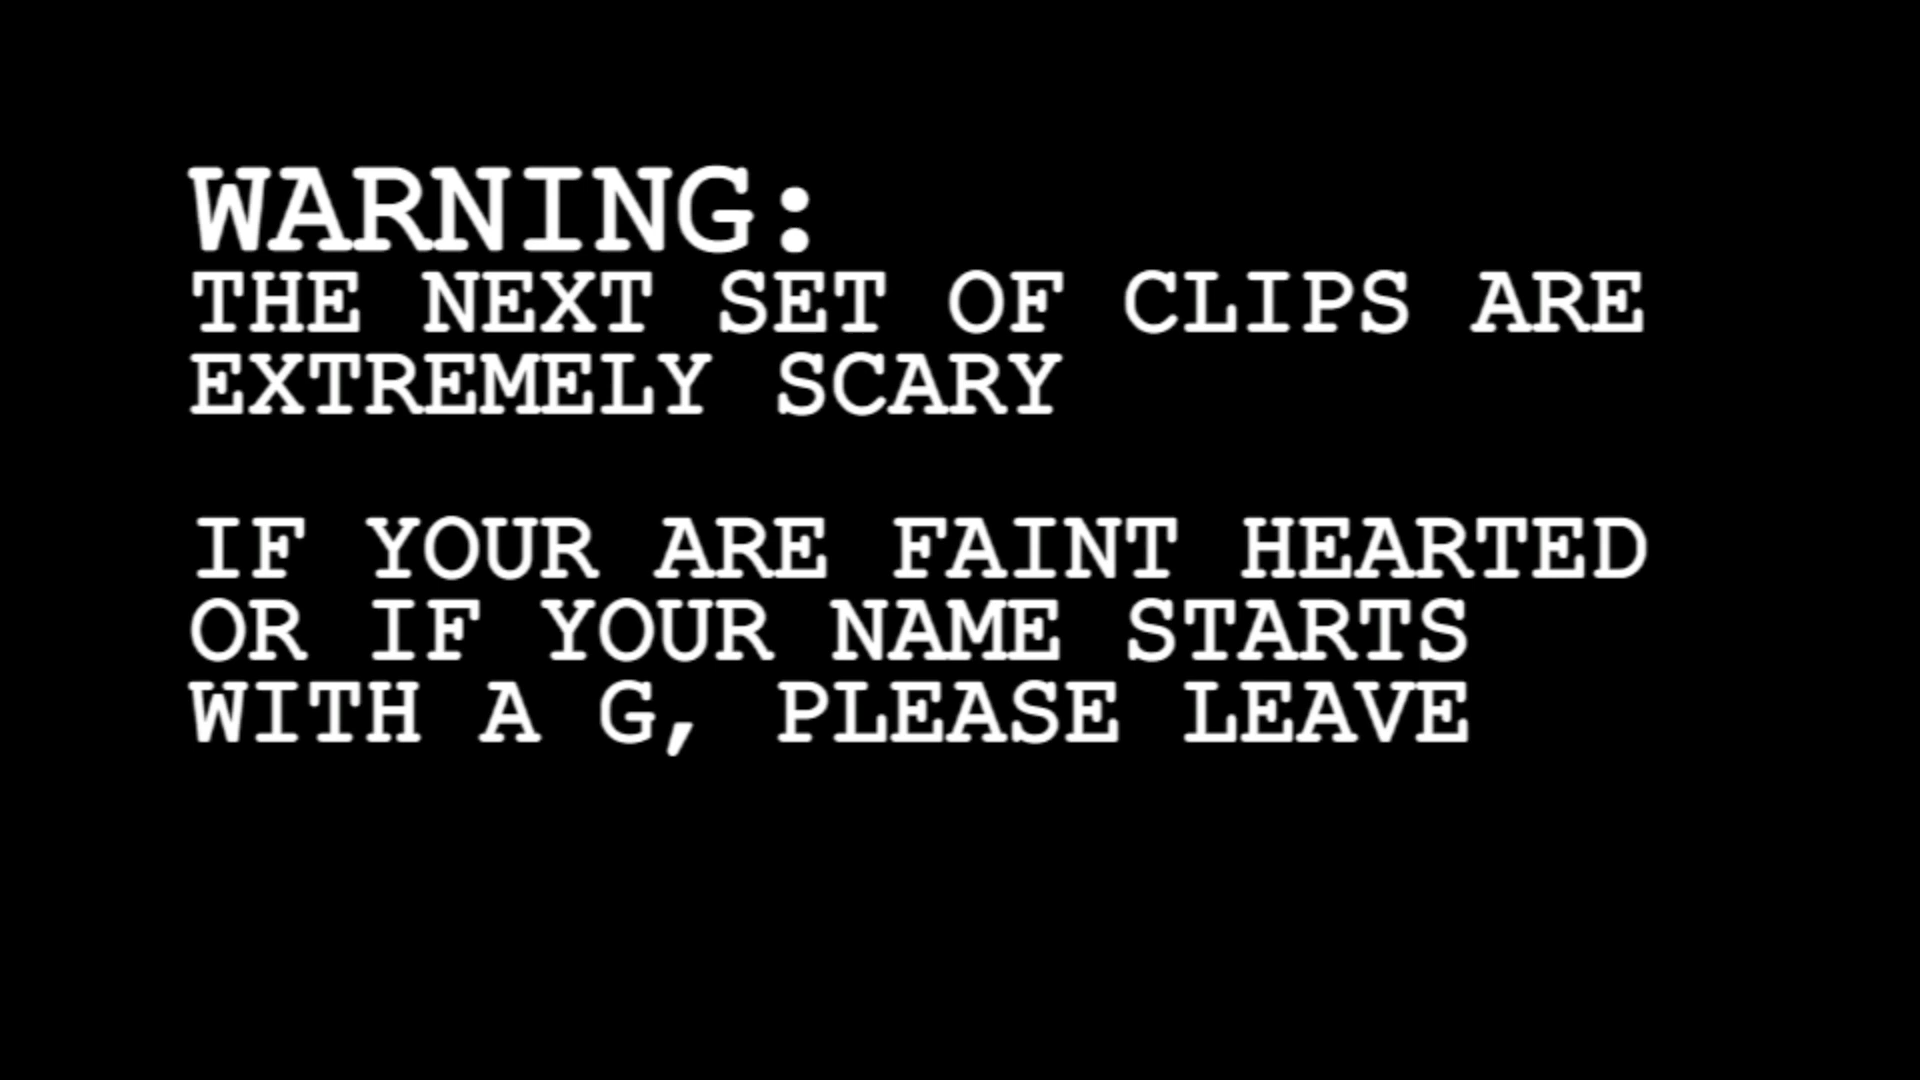 WARNING:
THE NEXT SET OF CLIPS ARE
EXTREMELY SCARY
IF YOUR ARE FAINT HEARTED
OR IF YOUR NAME STARTS
WITH A G, PLEASE LEAVE